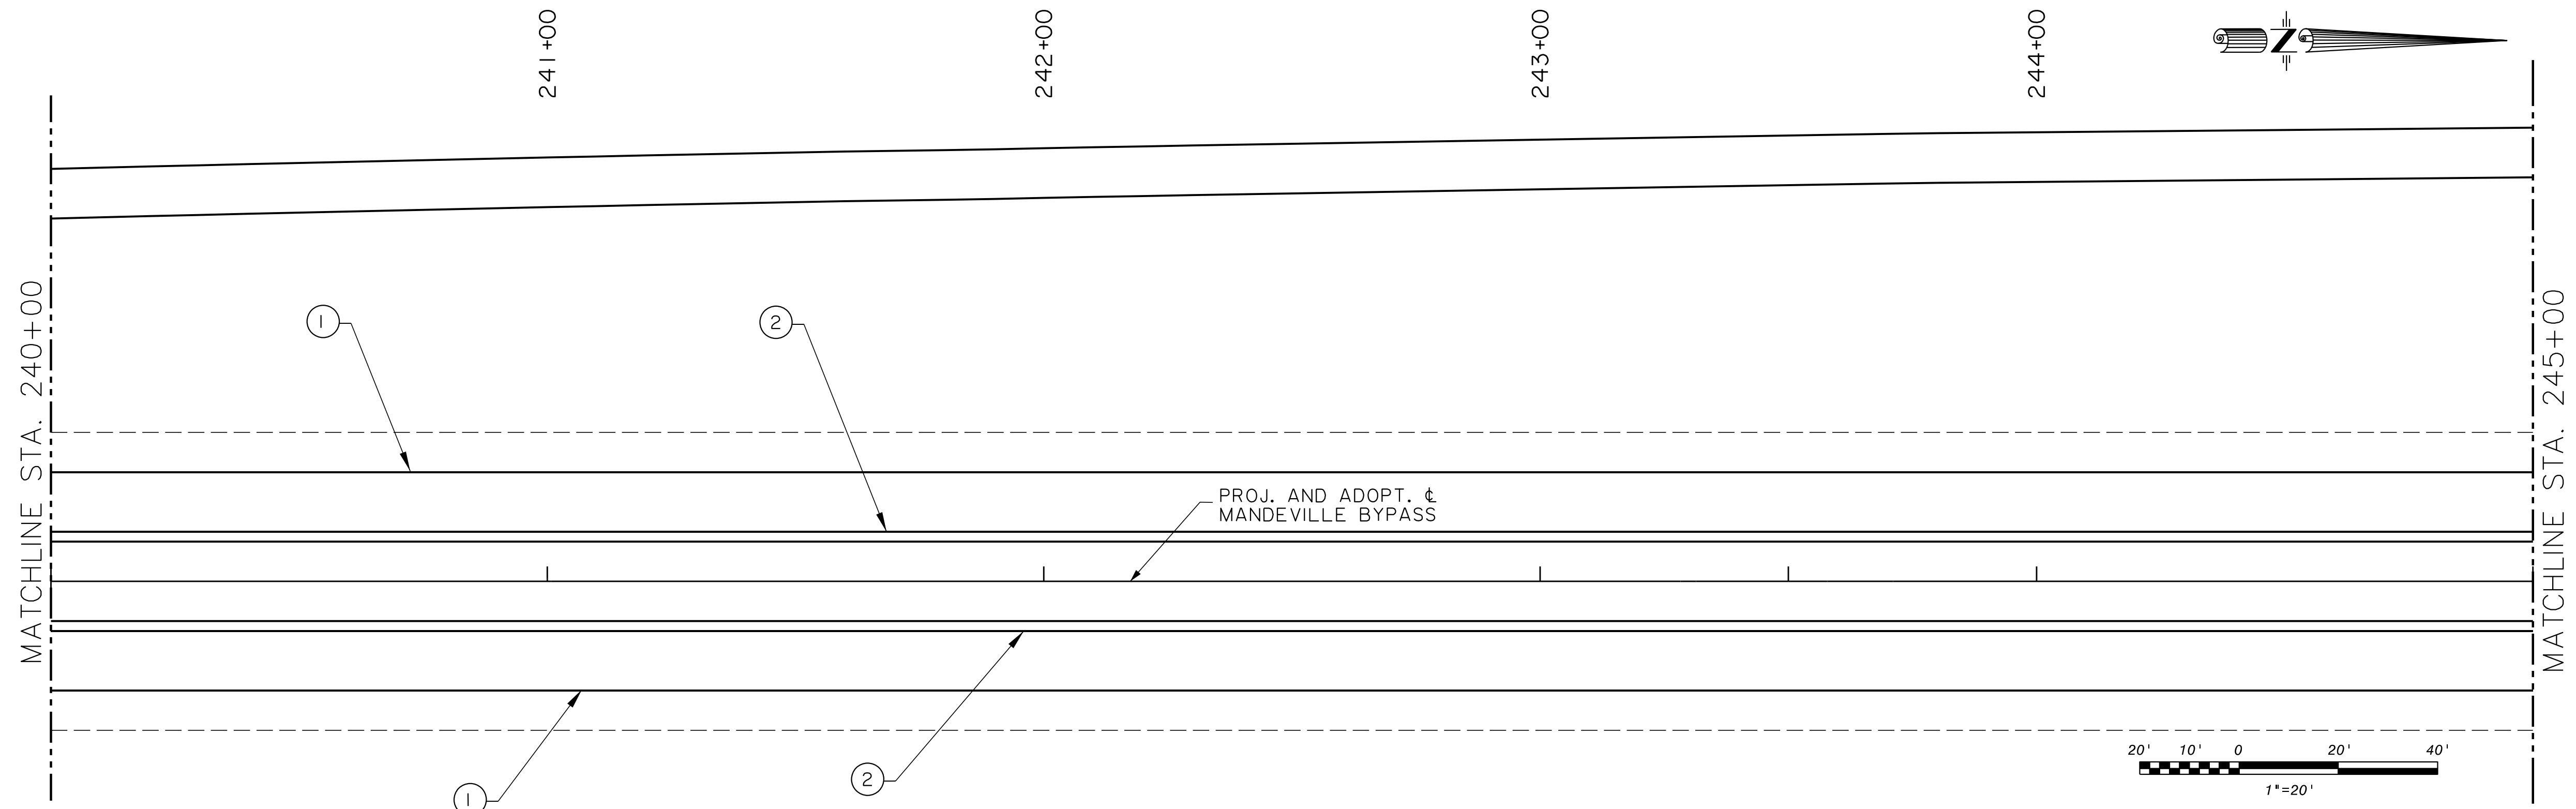 241+00
242+00
243+00
244+00
N
MATCHLINE STA. 240+00
1
2
PROJ. AND ADOPT. ℄
MANDEVILLE BYPASS
MATCHLINE STA. 245+00
1
2
20' 10' 0 20' 40'
1"=20'